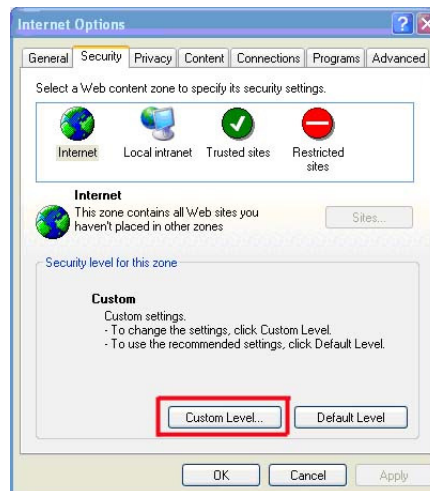 Internet Options
General Security Privacy Content Connections Programs Advanced
Select a Web content zone to specify its security settings.
Internet Local intranet Trusted sites Restricted sites
Internet
This zone contains all Web sites you
haven't placed in other zones
Sites...
Security level for this zone
Custom
Custom settings.
- To change the settings, click Custom Level.
- To use the recommended settings, click Default Level.
Custom Level... Default Level
OK Cancel Apply